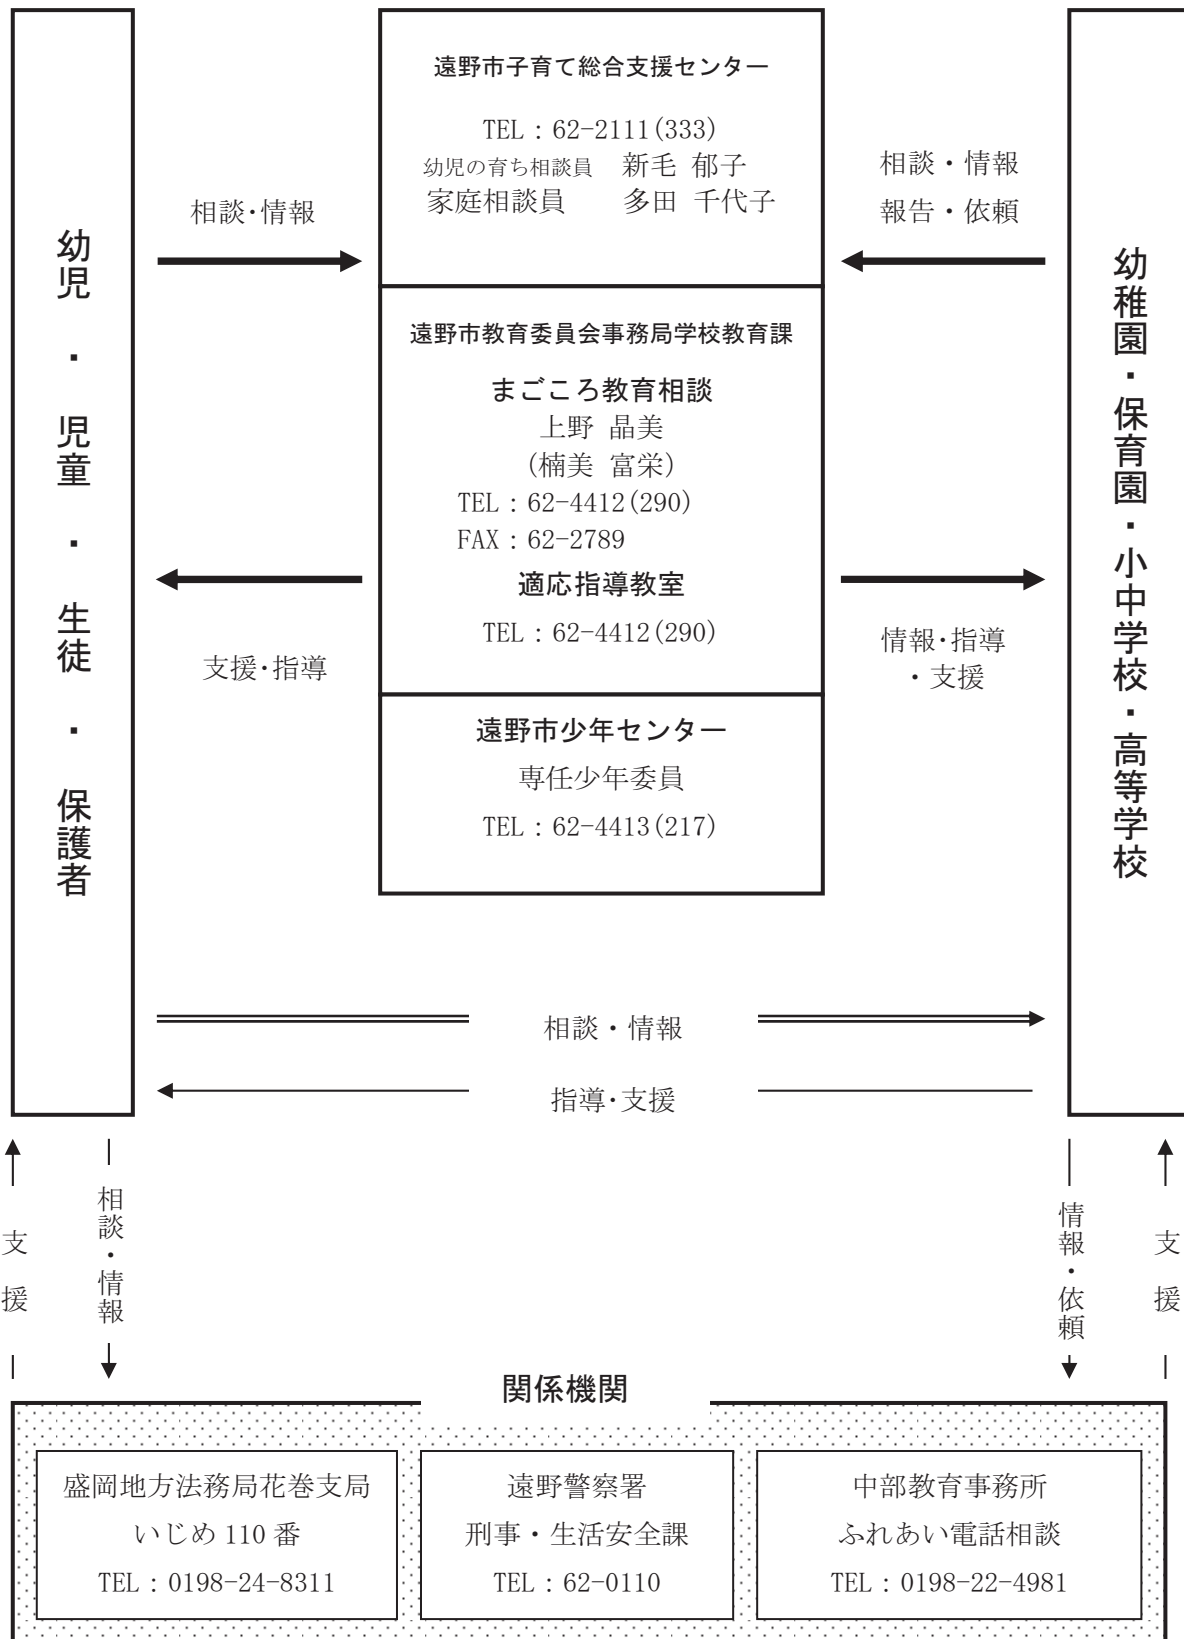 遠野市子育て総合支援センター
TEL：62-2111(333)
幼児の育ち相談員　新毛 郁子
家庭相談員　多田 千代子
相談･情報
相談・情報
報告・依頼
幼児 ・ 児童 ・ 生徒 ・ 保護者
幼稚園・保育園・小中学校・高等学校
遠野市教育委員会事務局学校教育課
まごころ教育相談
上野 晶美
(楠美 富栄)
TEL：62-4412(290)
FAX：62-2789
適応指導教室
TEL：62-4412(290)
支援･指導
情報･指導
・支援
遠野市少年センター
専任少年委員
TEL：62-4413(217)
相談・情報
指導･支援
支援
相談・情報
情報・依頼
支援
関係機関
盛岡地方法務局花巻支局
いじめ 110 番
TEL：0198-24-8311
遠野警察署
刑事・生活安全課
TEL：62-0110
中部教育事務所
ふれあい電話相談
TEL：0198-22-4981